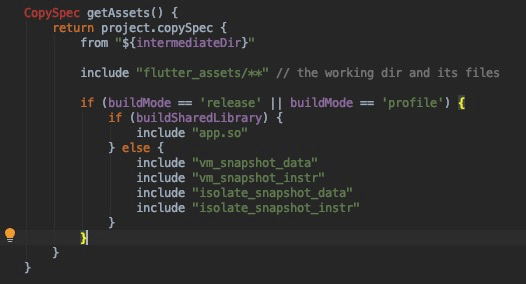 CopySpec getAssets() {
    return project.copySpec {
        from "${intermediateDir}"

        include "flutter_assets/**" // the working dir and its files

        if (buildMode == 'release' || buildMode == 'profile') {
            if (buildSharedLibrary) {
                include "app.so"
            } else {
                include "vm_snapshot_data"
                include "vm_snapshot_instr"
                include "isolate_snapshot_data"
                include "isolate_snapshot_instr"
            }
        }
    }
}